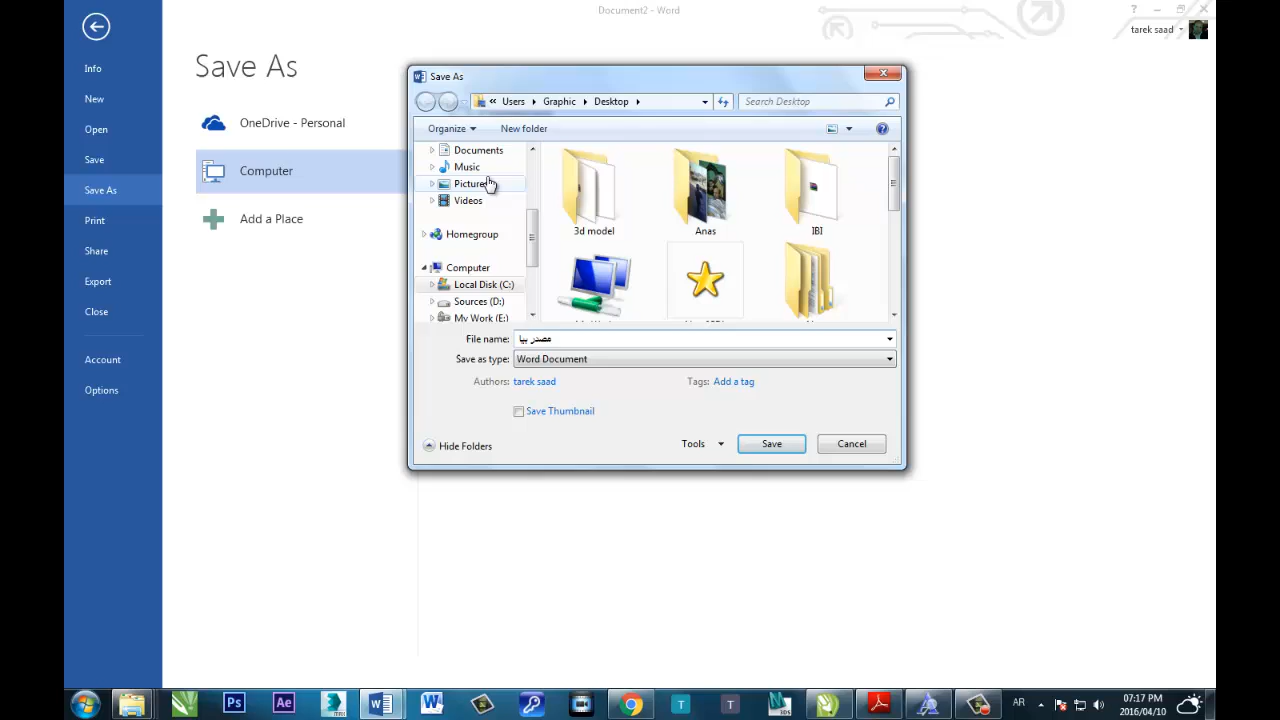 Document2 - Word
?
tarek saad
Info
New
Open
Save
Save As
Print
Share
Export
Close
Account
Options
Save As
OneDrive - Personal
Computer
Add a Place
Save As
« Users Graphic Desktop
Search Desktop
Organize
New folder
?
Documents
Music
Videos
Homegroup
Computer
Local Disk (C:)
Sources (D:)
My Work (E:)
3d model
Anas
IBI
File name: مصدر بيا
Save as type: Word Document
Authors: tarek saad
Tags: Add a tag
Save Thumbnail
Hide Folders
Tools
Save
Cancel
Ps
Ae
W
W
T
T
AR
07:17 PM
2016/04/10